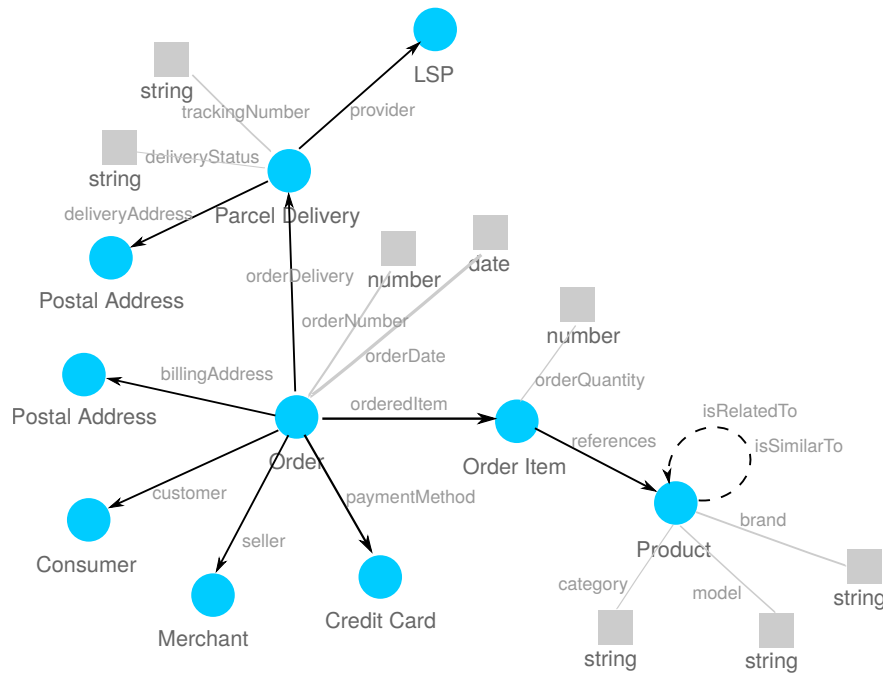 LSP
string
trackingNumber
provider
deliveryStatus
string
deliveryAddress
Parcel Delivery
Postal Address
orderDelivery
number
date
orderNumber
number
orderDate
billingAddress
orderQuantity
Postal Address
orderedItem
isRelatedTo
references
isSimilarTo
Order
Order Item
customer
paymentMethod
brand
seller
Product
Consumer
category
model
string
Credit Card
Merchant
string
string